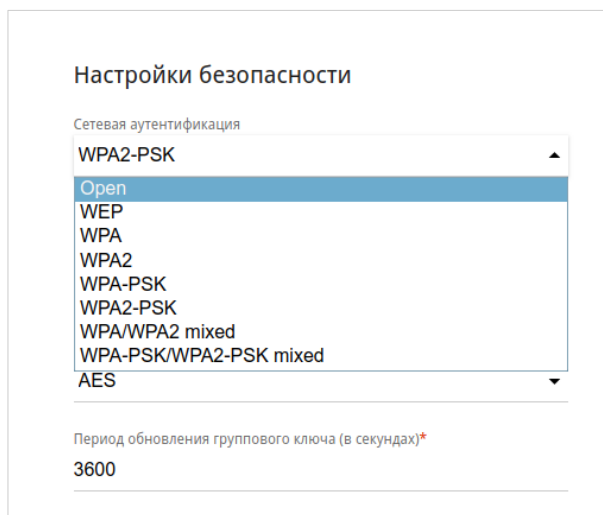 Настройки безопасности
Сетевая аутентификация
WPA2-PSK
Open
WEP
WPA
WPA2
WPA-PSK
WPA2-PSK
WPA/WPA2 mixed
WPA-PSK/WPA2-PSK mixed
AES
Период обновления группового ключа (в секундах)*
3600